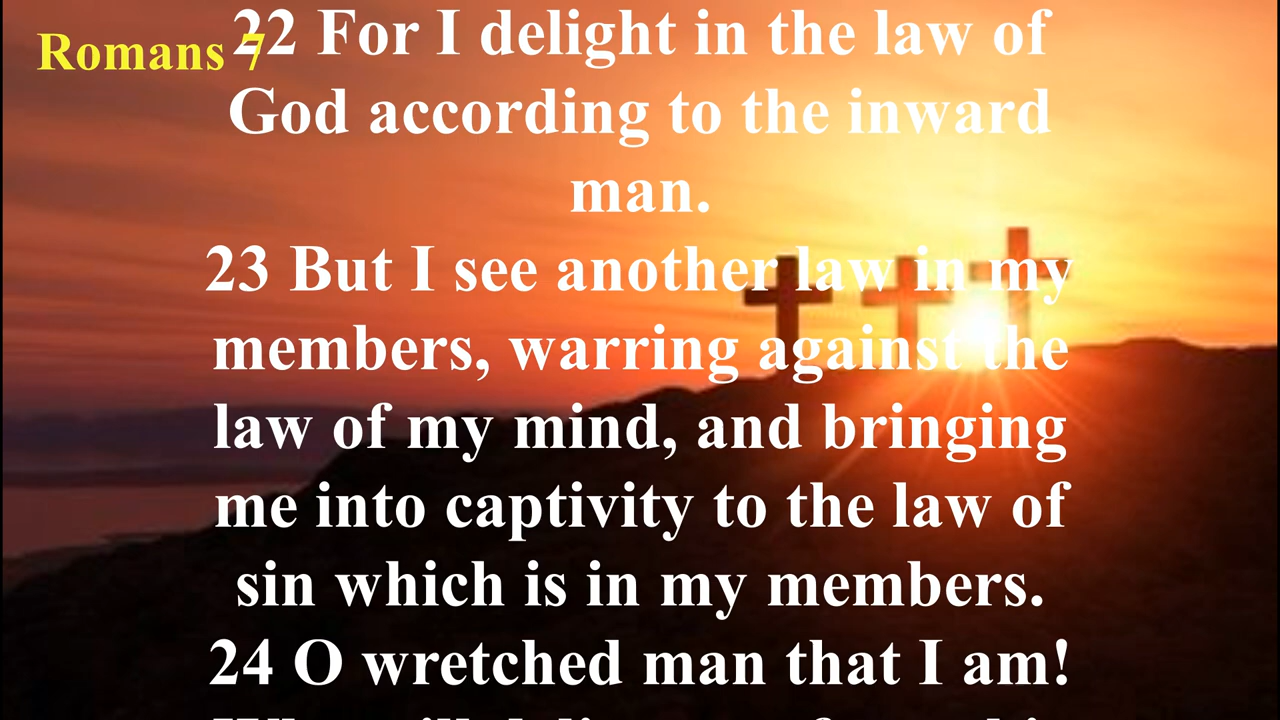 Romans 7
22 For I delight in the law of
God according to the inward
man.
23 But I see another law in my
members, warring against the
law of my mind, and bringing
me into captivity to the law of
sin which is in my members.
24 O wretched man that I am!